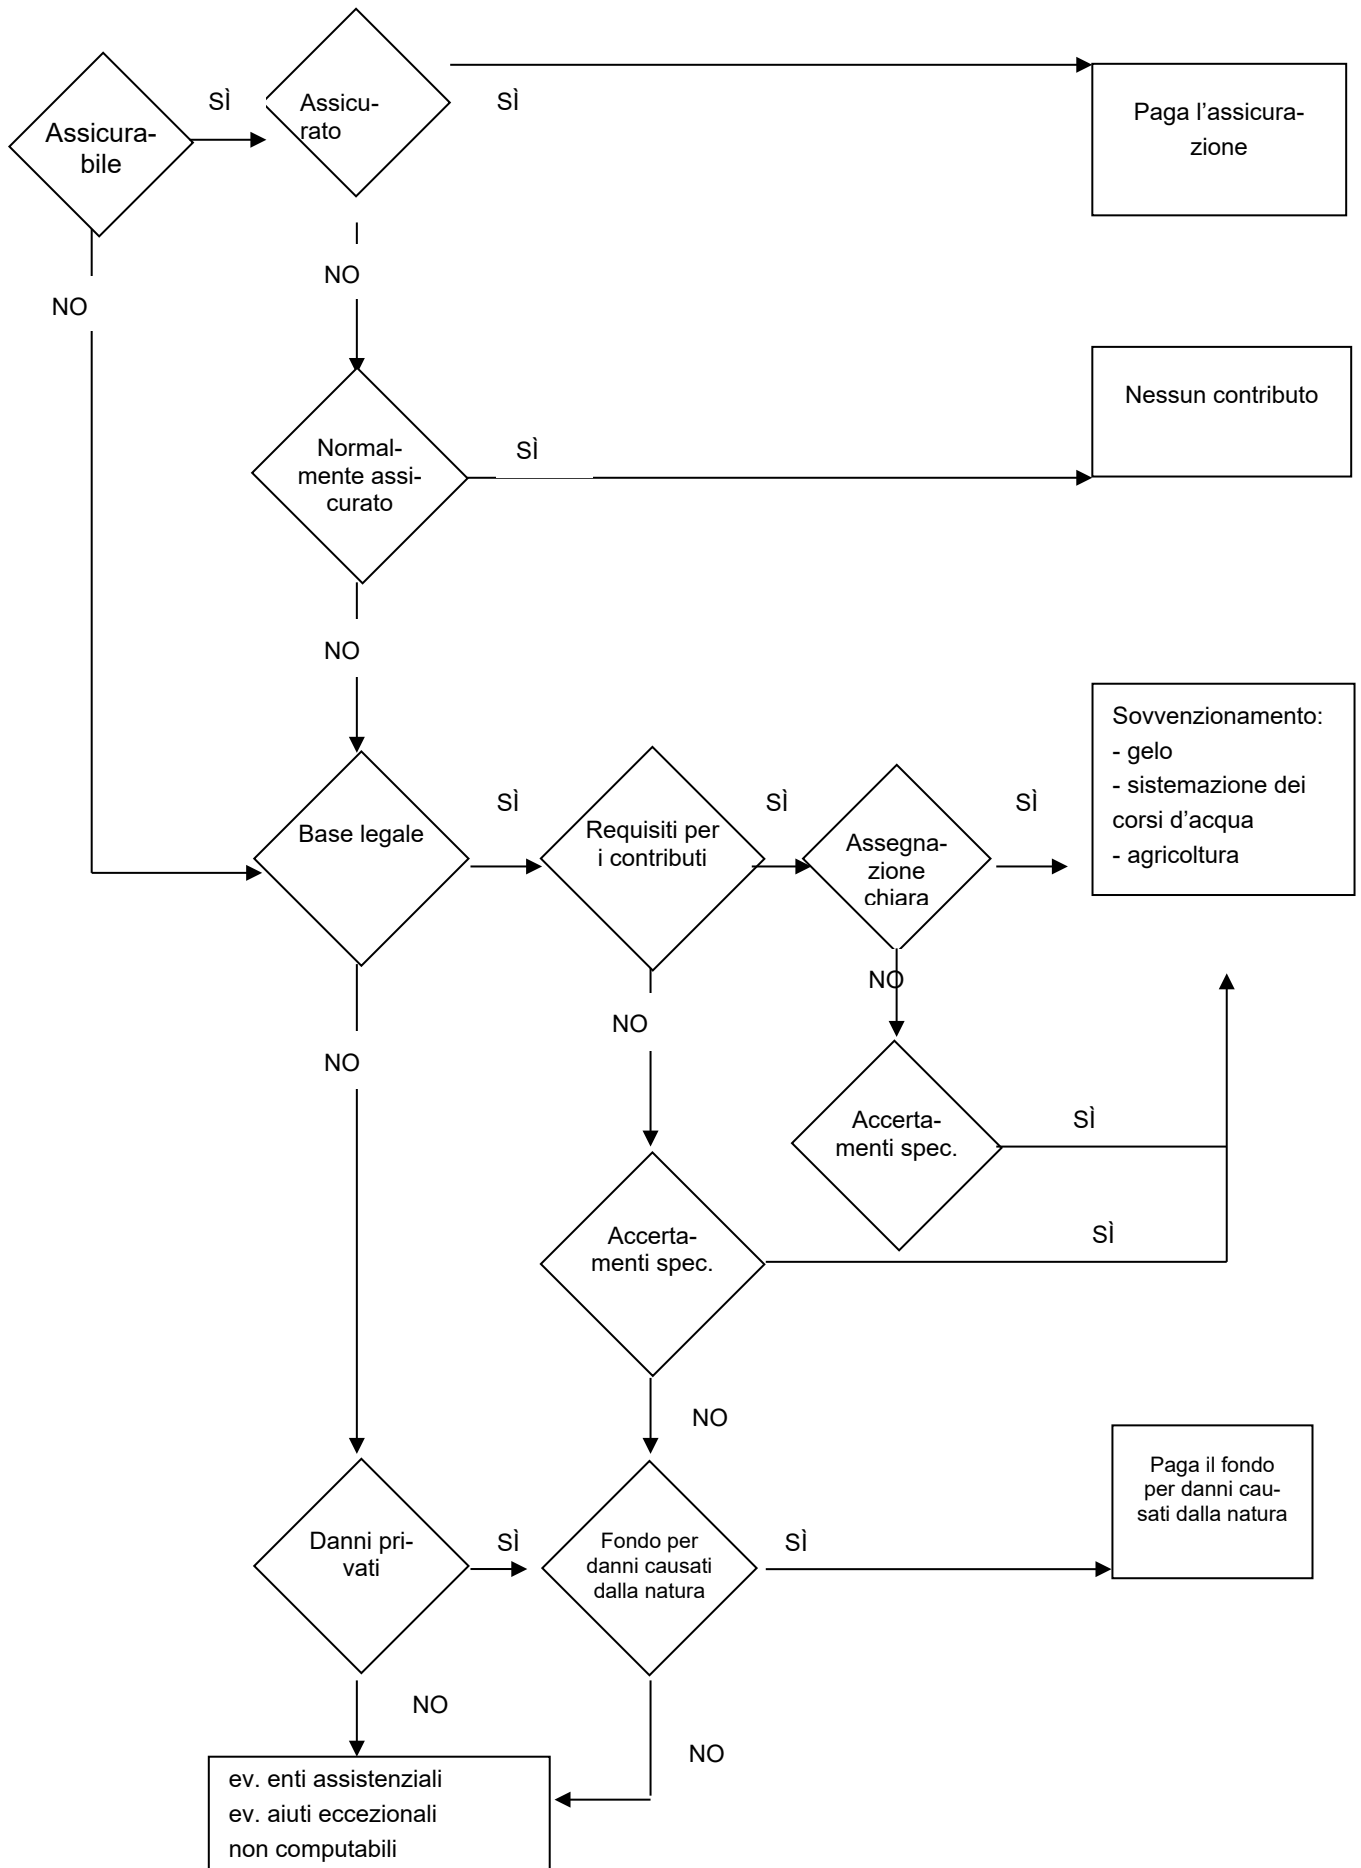 SÌ
Assicu-
rato
SÌ
Paga l’assicura-
zione
Assicura-
bile
NO
NO
Nessun contributo
Normal-
mente assi-
curato
SÌ
NO
Sovvenzionamento:
- gelo
- sistemazione dei
corsi d’acqua
- agricoltura
Base legale
SÌ
Requisiti per
i contributi
SÌ
Assegna-
zione
chiara
SÌ
NO
NO
NO
Accerta-
menti spec.
SÌ
Accerta-
menti spec.
SÌ
NO
Paga il fondo
per danni cau-
sati dalla natura
Danni pri-
vati
SÌ
Fondo per
danni causati
dalla natura
SÌ
NO
NO
ev. enti assistenziali
ev. aiuti eccezionali
non computabili